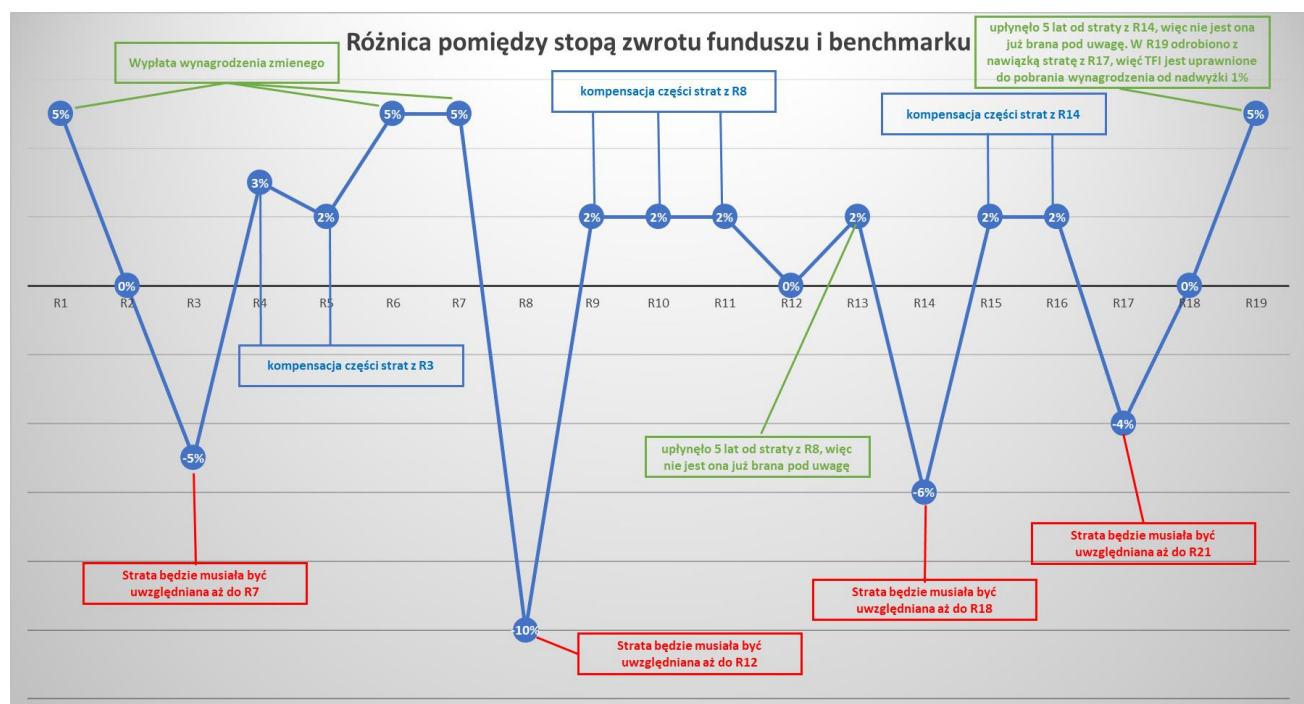 Różnica pomiędzy stopą zwrotu funduszu i benchmarku
upłynęło 5 lat od straty z R14, więc nie jest ona
już brana pod uwagę. W R19 odrobiono z
nawiązką stratę z R17, więć TFI jest uprawnione
do pobrania wynagrodzenia od nadwyżki 1%
Wypłata wynagrodzenia zmienego
kompensacja części strat z R8
kompensacja części strat z R14
5%
5%
5%
5%
3%
2%
2%
2%
2%
2%
2%
2%
0%
0%
0%
R1 R2 R3 R4 R5 R6 R7 R8 R9 R10 R11 R12 R13 R14 R15 R16 R17 R18 R19
kompensacja części strat z R3
-4%
upłynęło 5 lat od straty z R8, więc
nie jest ona już brana pod uwagę
-5%
-6%
Strata będzie musiała być
uwzględniana aż do R21
Strata będzie musiała być
uwzględniana aż do R7
Strata będzie musiała być
uwzględniana aż do R18
-10%
Strata będzie musiała być
uwzględniana aż do R12